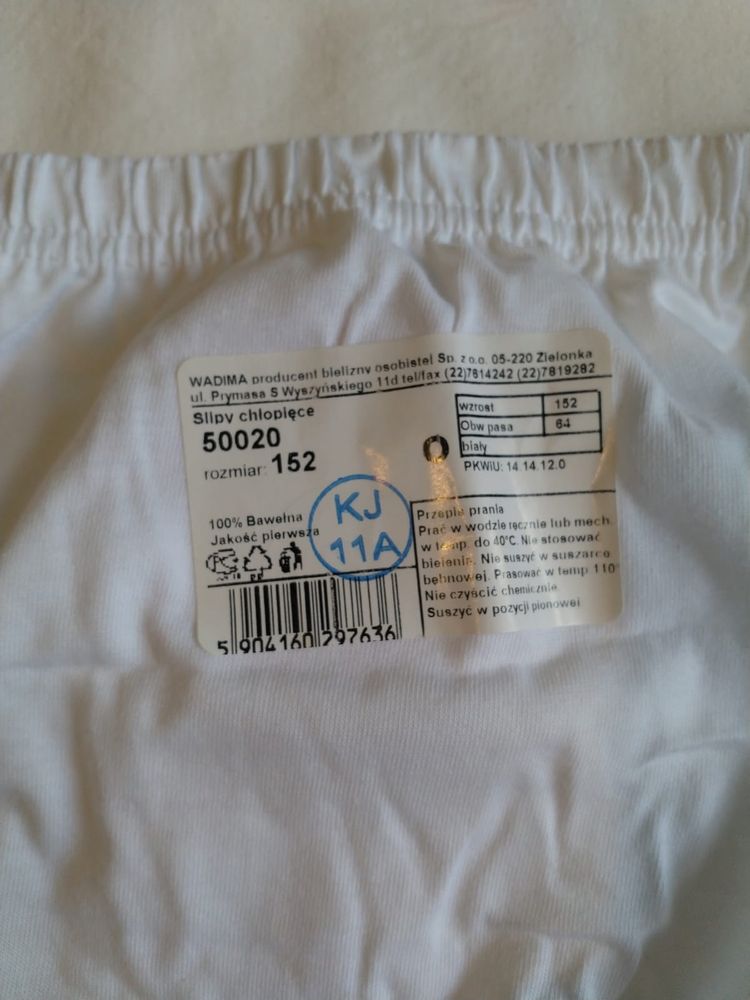 WADIMA producent bielizny osobistej Sp. z o.o. 05-220 Zielonka
ul. Prymasa S Wyszyńskiego 11d tel/fax (22)7614242 (22)7819282
Slipy chłopięce
50020
rozmiar: 152
wzrost 152
Obw pasa 64
biały
PKWiU: 14.14.12.0
100% Bawełna
Jakość pierwsza
KJ
11A
Przepis prania
Prać w wodzie ręcznie lub mech.
w temp. do 40°C. Nie stosować
bielenia. Nie suszyć w suszarce
bębnowej. Prasować w temp 110°
Nie czyścić chemicznie
Suszyć w pozycji pionowej
5 904160 297636